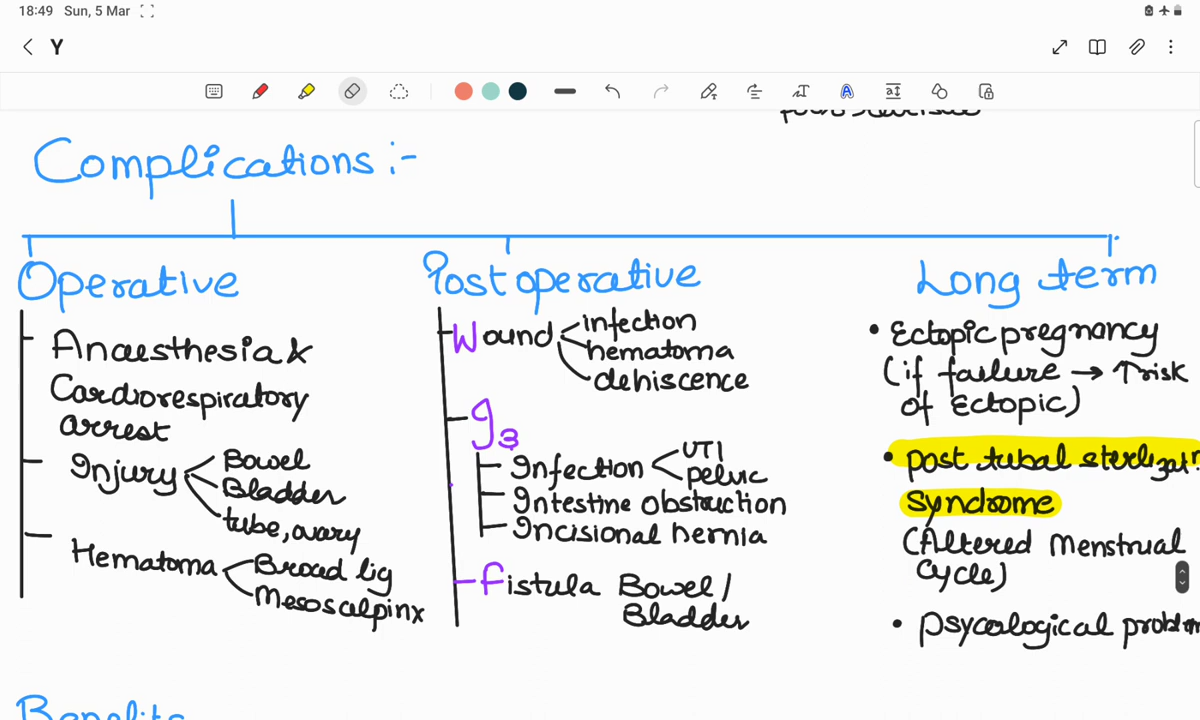 18:49 Sun, 5 Mar
Y
Complications :-
Operative
Anaesthesia &
Cardiorespiratory
arrest
Injury
Bowel
Bladder
tube, ovary
Hematoma
Broad lig
Mesosalpinx
Postoperative
Wound
infection
hematoma
dehiscence
I3
Infection
UTI
pelvic
Intestine obstruction
Incisional hernia
Fistula Bowel /
Bladder
Long term
• Ectopic pregnancy
(if failure → ↑risk
of Ectopic)
• post tubal sterlizatn
Syndrome
(Altered Menstrual
Cycle)
• psycological problem
Benefits